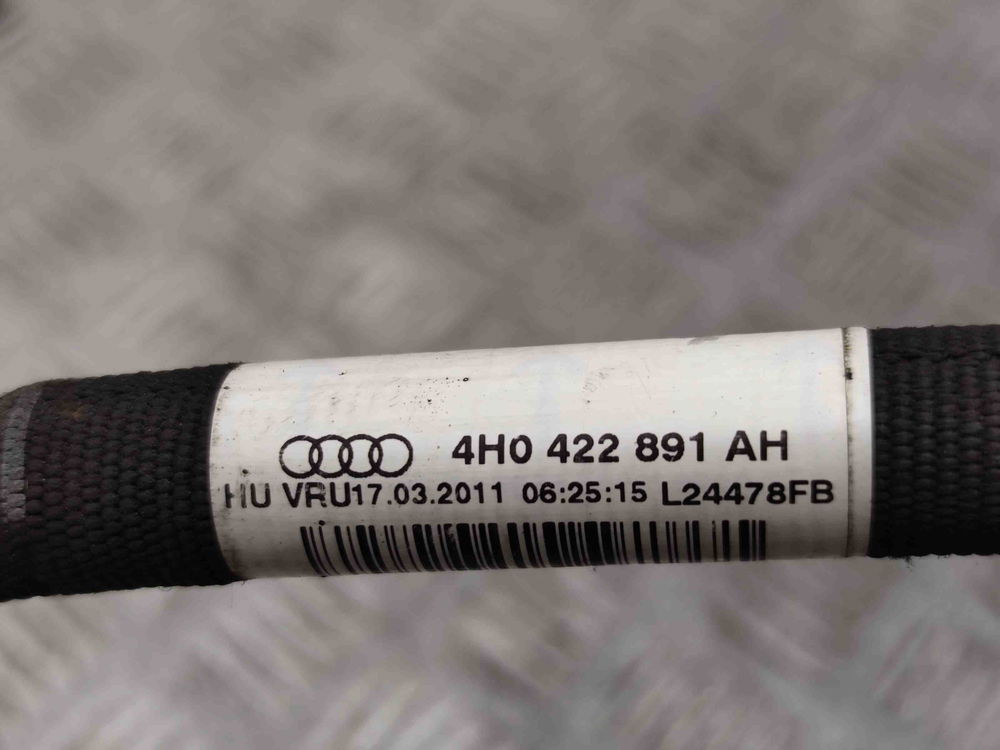 4H0 422 891 AH
HU VRU17.03.2011 06:25:15 L24478FB